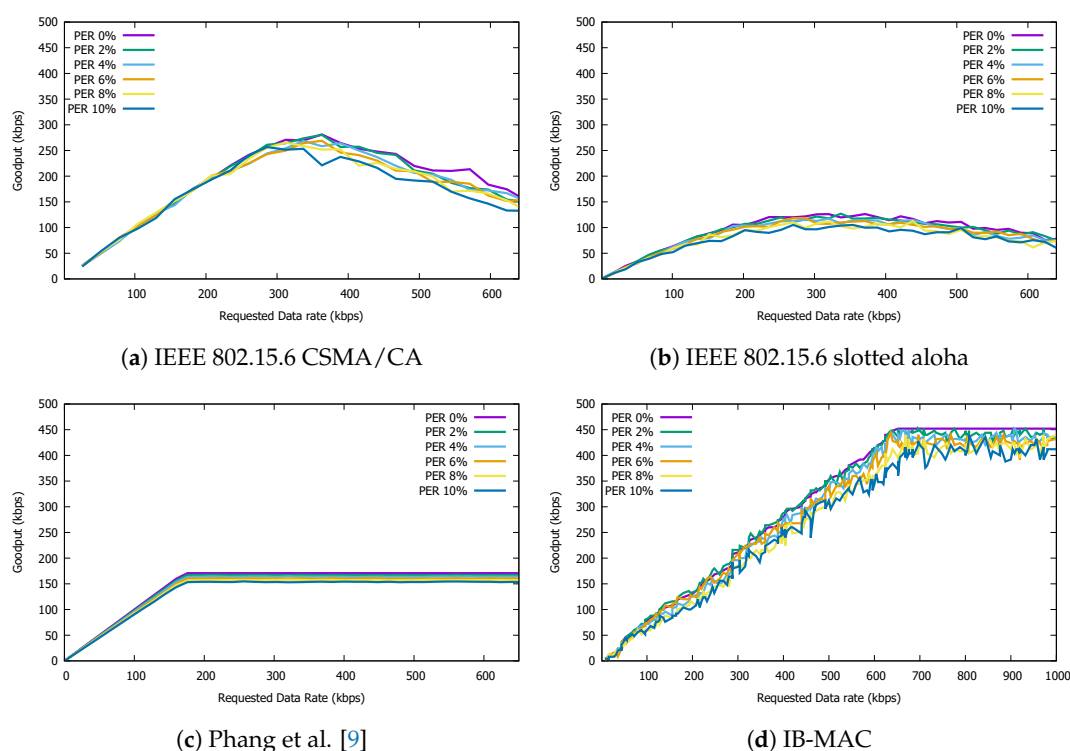 500
450
400
350
300
250
200
150
100
50
0
Goodput (kbps)
PER 0%
PER 2%
PER 4%
PER 6%
PER 8%
PER 10%
100 200 300 400 500 600
Requested Data rate (kbps)
(a) IEEE 802.15.6 CSMA/CA
500
450
400
350
300
250
200
150
100
50
0
Goodput (kbps)
PER 0%
PER 2%
PER 4%
PER 6%
PER 8%
PER 10%
100 200 300 400 500 600
Requested Data rate (kbps)
(b) IEEE 802.15.6 slotted aloha
500
450
400
350
300
250
200
150
100
50
0
Goodput (kbps)
PER 0%
PER 2%
PER 4%
PER 6%
PER 8%
PER 10%
0 100 200 300 400 500 600
Requested Data Rate (kbps)
(c) Phang et al. [9]
500
450
400
350
300
250
200
150
100
50
0
Goodput (kbps)
PER 0%
PER 2%
PER 4%
PER 6%
PER 8%
PER 10%
100 200 300 400 500 600 700 800 900 1000
Requested Data rate (kbps)
(d) IB-MAC